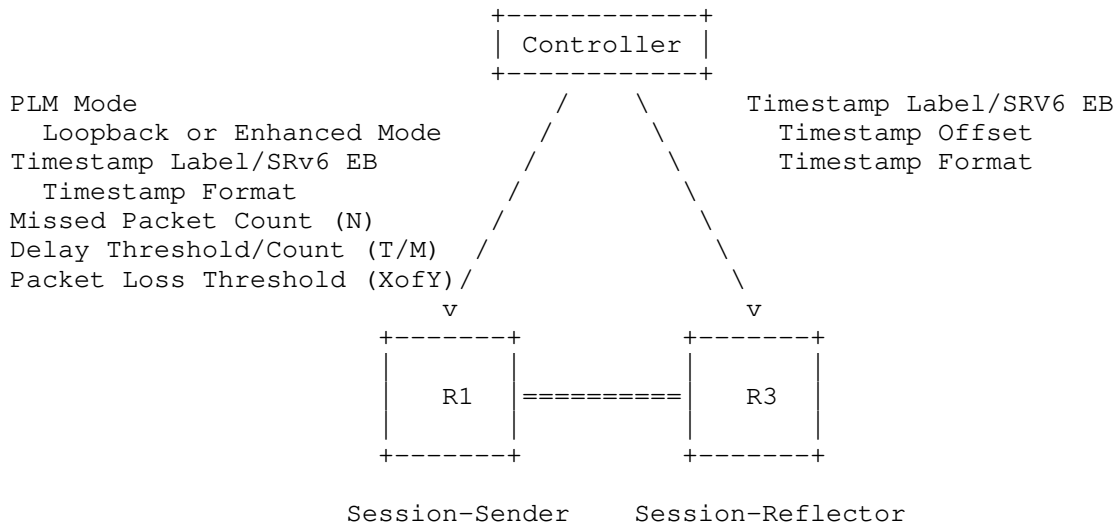 Controller
PLM Mode
Timestamp Label/SRV6 EB
Loopback or Enhanced Mode
Timestamp Offset
Timestamp Label/SRv6 EB
Timestamp Format
Timestamp Format
Missed Packet Count (N)
Delay Threshold/Count (T/M)
Packet Loss Threshold (XofY)
v v
R1 R3
Session-Sender Session-Reflector